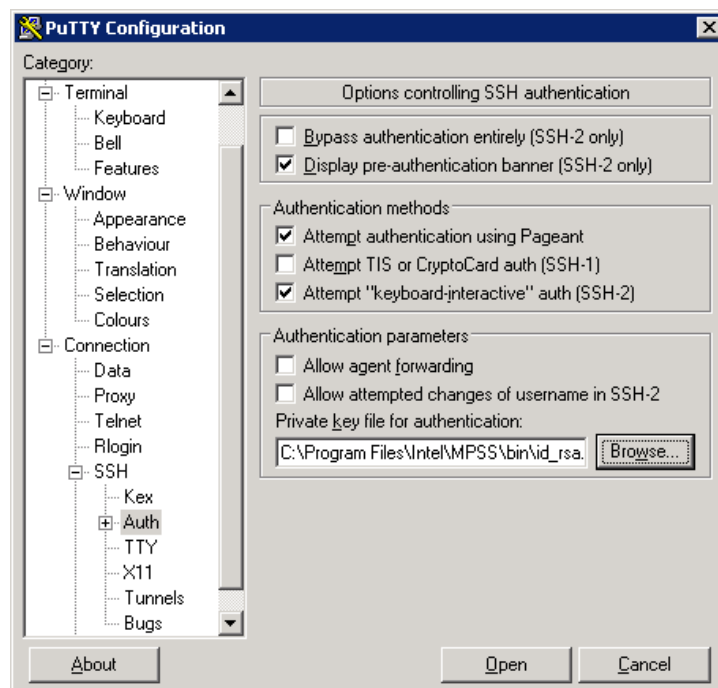 PuTTY Configuration
Category:
Terminal
Keyboard
Bell
Features
Window
Appearance
Behaviour
Translation
Selection
Colours
Connection
Data
Proxy
Telnet
Rlogin
SSH
Kex
Auth
TTY
X11
Tunnels
Bugs
Options controlling SSH authentication
Bypass authentication entirely (SSH-2 only)
Display pre-authentication banner (SSH-2 only)
Authentication methods
Attempt authentication using Pageant
Attempt TIS or CryptoCard auth (SSH-1)
Attempt "keyboard-interactive" auth (SSH-2)
Authentication parameters
Allow agent forwarding
Allow attempted changes of username in SSH-2
Private key file for authentication:
C:\Program Files\Intel\MPSS\bin\id_rsa. Browse...
About Open Cancel